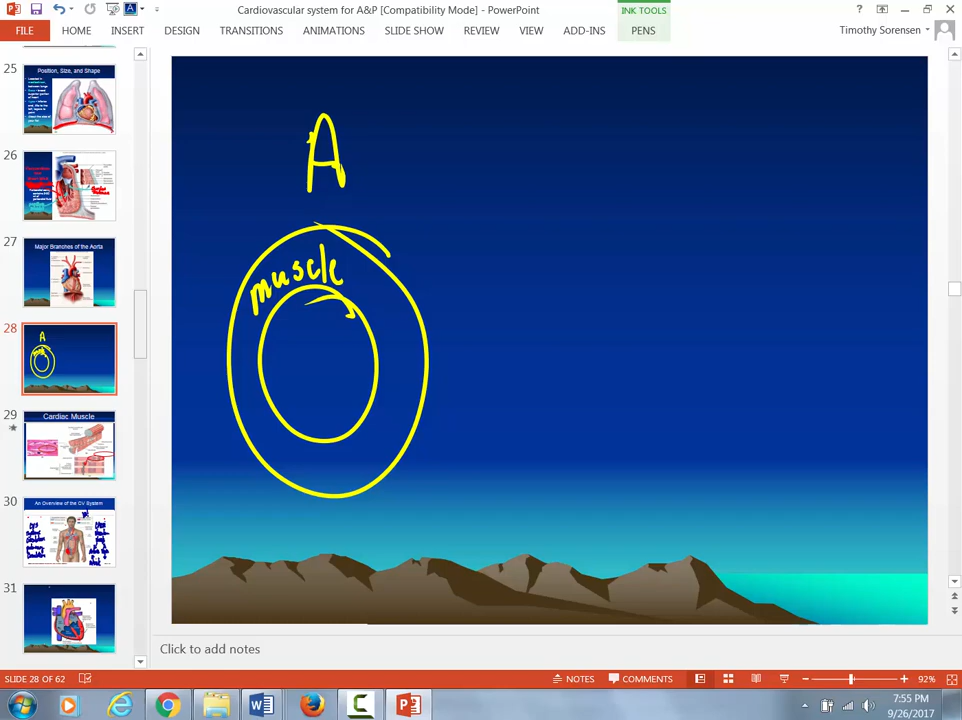 Cardiovascular system for A&P [Compatibility Mode] - PowerPoint
INK TOOLS
FILE HOME INSERT DESIGN TRANSITIONS ANIMATIONS SLIDE SHOW REVIEW VIEW ADD-INS PENS
Timothy Sorensen
25
Position, Size, and Shape
26
27
Major Branches of the Aorta
28
A
29
Cardiac Muscle
30
An Overview of the CV System
31
A
muscle
Click to add notes
SLIDE 28 OF 62
NOTES
COMMENTS
92%
7:55 PM
9/26/2017